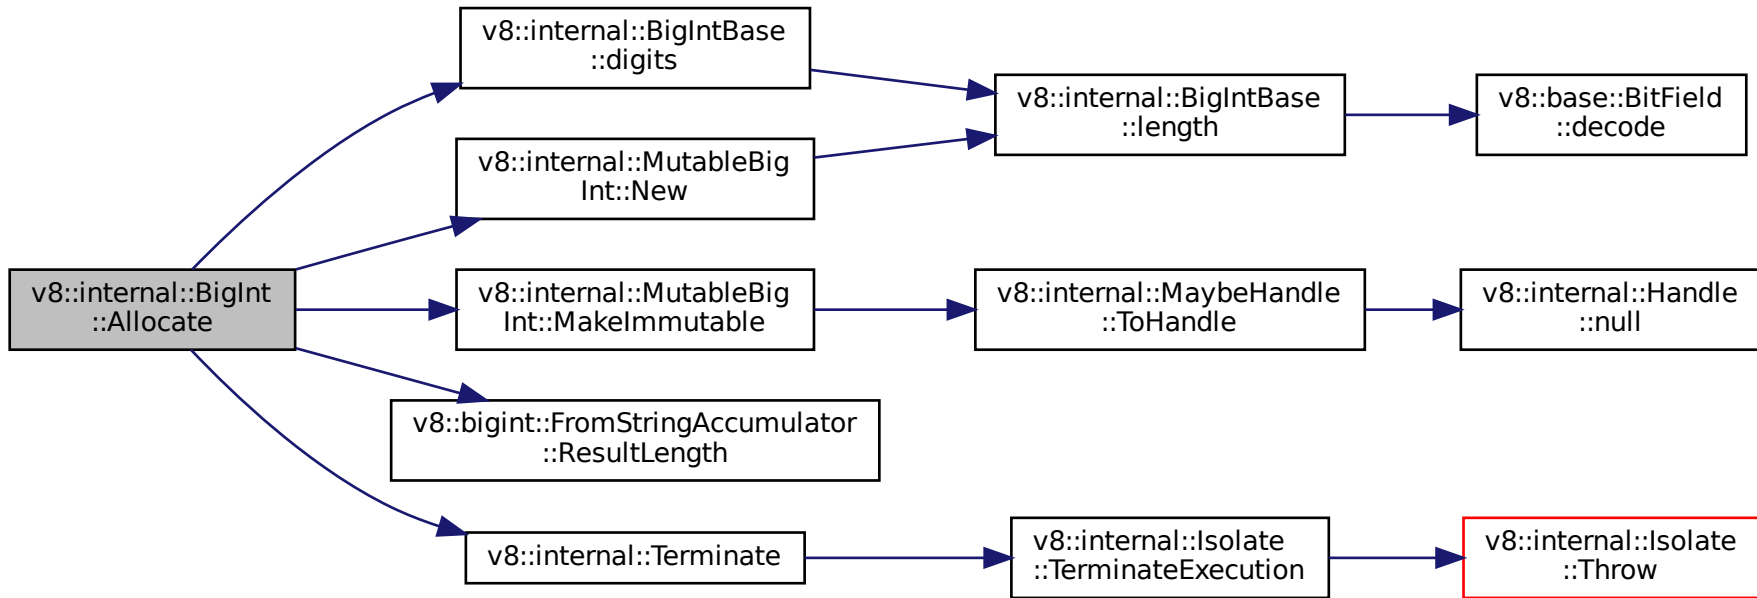 v8::internal::BigIntBase
::digits
v8::internal::BigIntBase
::length
v8::base::BitField
::decode
v8::internal::MutableBig
Int::New
v8::internal::BigInt
::Allocate
v8::internal::MutableBig
Int::MakeImmutable
v8::internal::MaybeHandle
::ToHandle
v8::internal::Handle
::null
v8::bigint::FromStringAccumulator
::ResultLength
v8::internal::Terminate
v8::internal::Isolate
::TerminateExecution
v8::internal::Isolate
::Throw